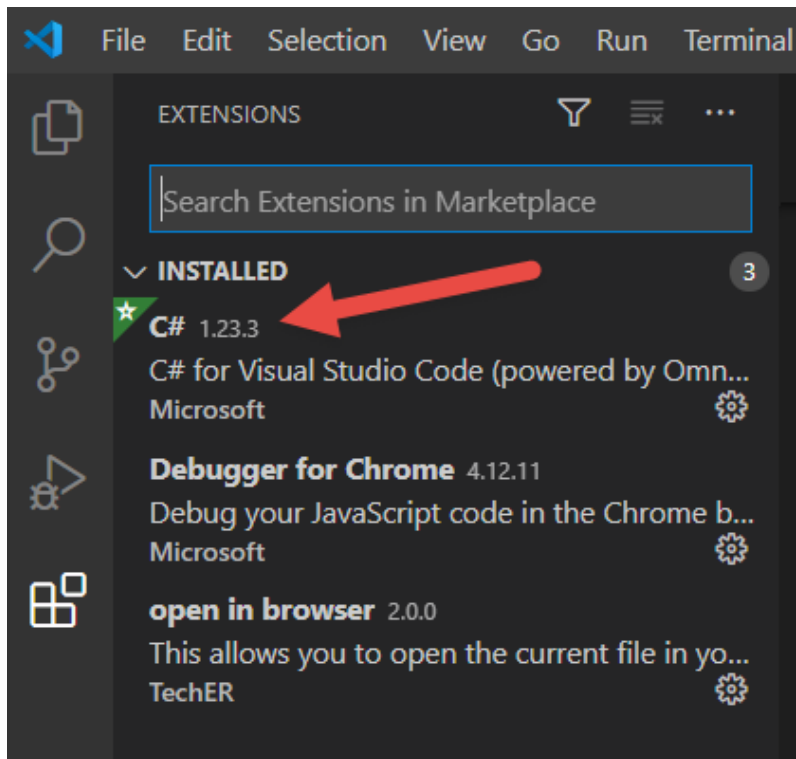 File Edit Selection View Go Run Terminal
EXTENSIONS
Search Extensions in Marketplace
INSTALLED 3
C# 1.23.3
C# for Visual Studio Code (powered by Omn...
Microsoft
Debugger for Chrome 4.12.11
Debug your JavaScript code in the Chrome b...
Microsoft
open in browser 2.0.0
This allows you to open the current file in yo...
TechER